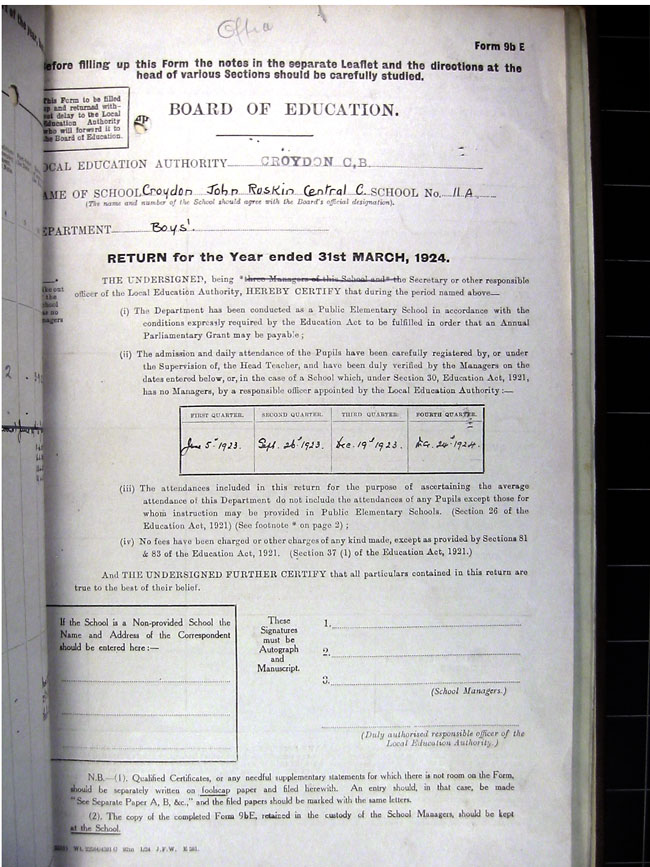 Offic
Form 9b E
efore filling up this Form the notes in the separate Leaflet and the directions at the
head of various Sections should be carefully studied.
his Form to be filled
p and returned with-
ut delay to the Local
ducation Authority
ho will forward it to
he Board of Education.
BOARD OF EDUCATION.
OCAL EDUCATION AUTHORITY CROYDON C.B.
AME OF SCHOOL Croydon John Ruskin Central C. SCHOOL No. 11 A
(The name and number of the School should agree with the Board's official designation).
EPARTMENT Boys'.
RETURN for the Year ended 31st MARCH, 1924.
THE UNDERSIGNED, being *three Managers of this School and* the Secretary or other responsible
officer of the Local Education Authority, HEREBY CERTIFY that during the period named above—
(i) The Department has been conducted as a Public Elementary School in accordance with the
conditions expressly required by the Education Act to be fulfilled in order that an Annual
Parliamentary Grant may be payable;
(ii) The admission and daily attendance of the Pupils have been carefully registered by, or under
the Supervision of, the Head Teacher, and have been duly verified by the Managers on the
dates entered below, or, in the case of a School which, under Section 30, Education Act, 1921,
has no Managers, by a responsible officer appointed by the Local Education Authority:—
FIRST QUARTER. SECOND QUARTER. THIRD QUARTER. FOURTH QUARTER.
June 5th 1923. Sept. 26th 1923. Dec. 19th 1923. 1924.
(iii) The attendances included in this return for the purpose of ascertaining the average
attendance of this Department do not include the attendances of any Pupils except those for
whom instruction may be provided in Public Elementary Schools. (Section 26 of the
Education Act, 1921) (See footnote * on page 2);
(iv) No fees have been charged or other charges of any kind made, except as provided by Sections 81
& 83 of the Education Act, 1921. (Section 37 (1) of the Education Act, 1921.)
And THE UNDERSIGNED FURTHER CERTIFY that all particulars contained in this return are
true to the best of their belief.
If the School is a Non-provided School the
Name and Address of the Correspondent
should be entered here:—
These
Signatures
must be
Autograph
and
Manuscript.
1.
2.
3.
(School Managers.)
(Duly authorised responsible officer of the
Local Education Authority.)
N.B.—(1). Qualified Certificates, or any needful supplementary statements for which there is not room on the Form,
should be separately written on foolscap paper and filed herewith. An entry should, in that case, be made
"See Separate Paper A, B, &c.," and the filed papers should be marked with the same letters.
(2). The copy of the completed Form 9bE, retained in the custody of the School Managers, should be kept
at the School.